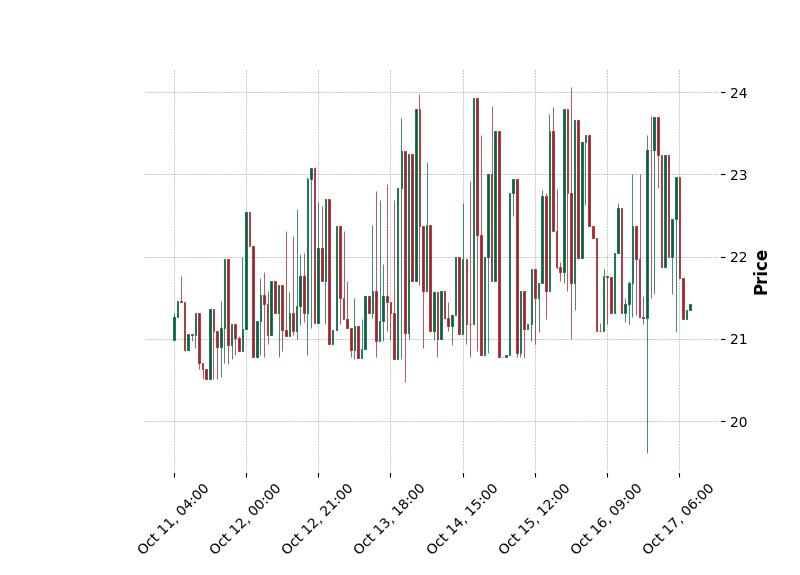 24
23
22
21
20
Price
Oct 11, 04:00
Oct 12, 00:00
Oct 12, 21:00
Oct 13, 18:00
Oct 14, 15:00
Oct 15, 12:00
Oct 16, 09:00
Oct 17, 06:00